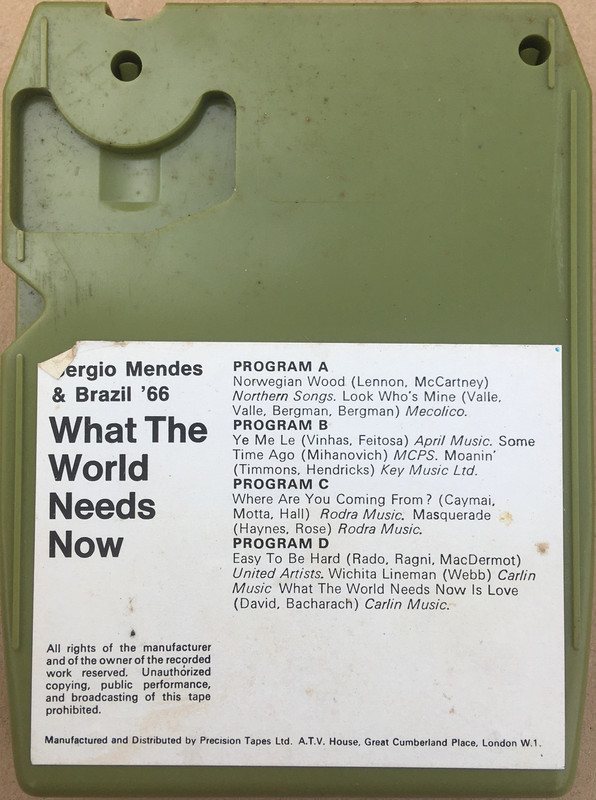 Sergio Mendes
& Brazil '66
What The
World
Needs
Now
All rights of the manufacturer
and of the owner of the recorded
work reserved. Unauthorized
copying, public performance,
and broadcasting of this tape
prohibited.
PROGRAM A
Norwegian Wood (Lennon, McCartney)
Northern Songs. Look Who's Mine (Valle,
Valle, Bergman, Bergman) Mecolico.
PROGRAM B
Ye Me Le (Vinhas, Feitosa) April Music. Some
Time Ago (Mihanovich) MCPS. Moanin'
(Timmons, Hendricks) Key Music Ltd.
PROGRAM C
Where Are You Coming From? (Caymai,
Motta, Hall) Rodra Music. Masquerade
(Haynes, Rose) Rodra Music.
PROGRAM D
Easy To Be Hard (Rado, Ragni, MacDermot)
United Artists. Wichita Lineman (Webb) Carlin
Music What The World Needs Now Is Love
(David, Bacharach) Carlin Music.
Manufactured and Distributed by Precision Tapes Ltd. A.T.V. House, Great Cumberland Place, London W.1.